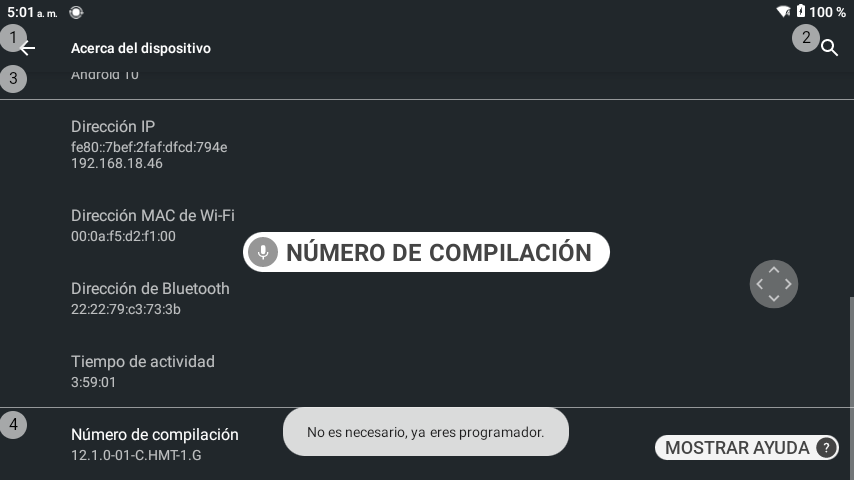 5:01 a. m.
100 %
1
Acerca del dispositivo
2
3
Android 10
Dirección IP
fe80::7bef:2faf:dfcd:794e
192.168.18.46
Dirección MAC de Wi-Fi
00:0a:f5:d2:f1:00
NÚMERO DE COMPILACIÓN
Dirección de Bluetooth
22:22:79:c3:73:3b
Tiempo de actividad
3:59:01
4
Número de compilación
12.1.0-01-C.HMT-1.G
No es necesario, ya eres programador.
MOSTRAR AYUDA ?